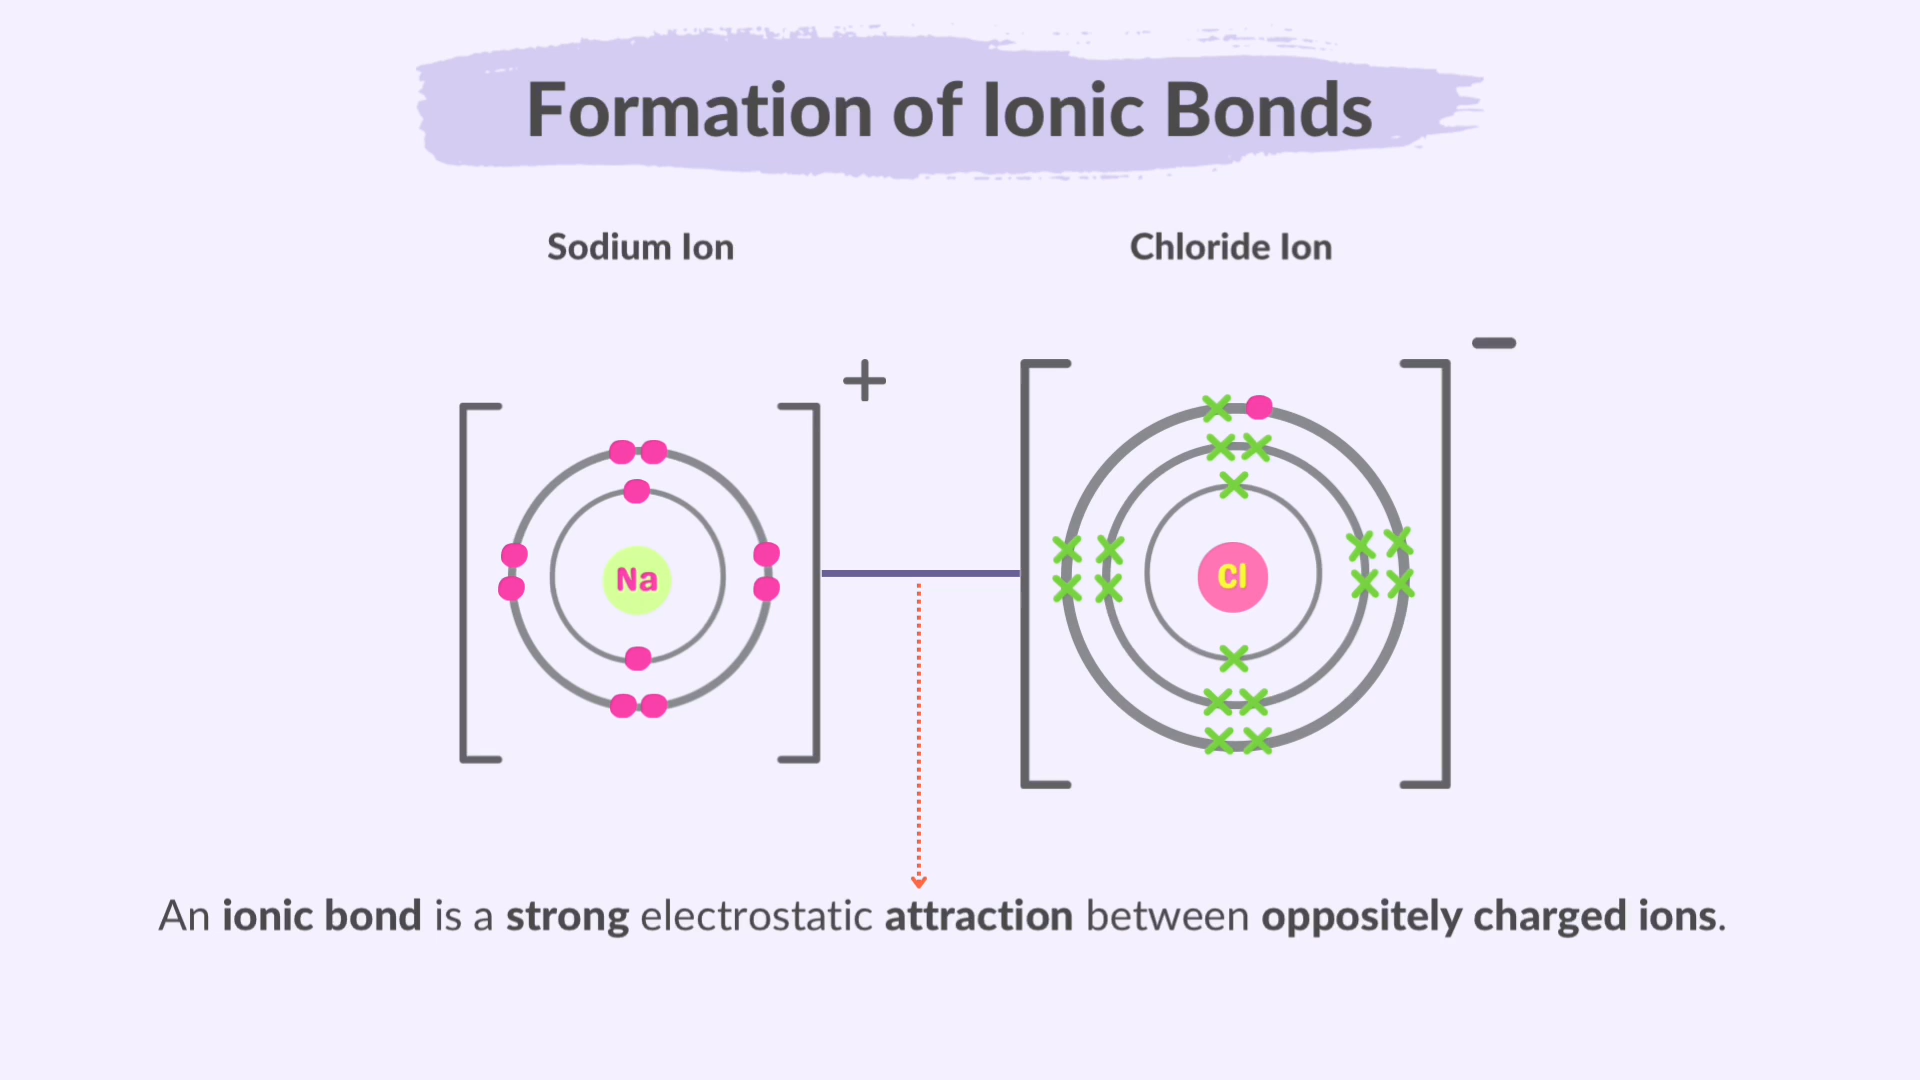 Formation of Ionic Bonds
Sodium Ion
Chloride Ion
+
−
Na
Cl
An ionic bond is a strong electrostatic attraction between oppositely charged ions.